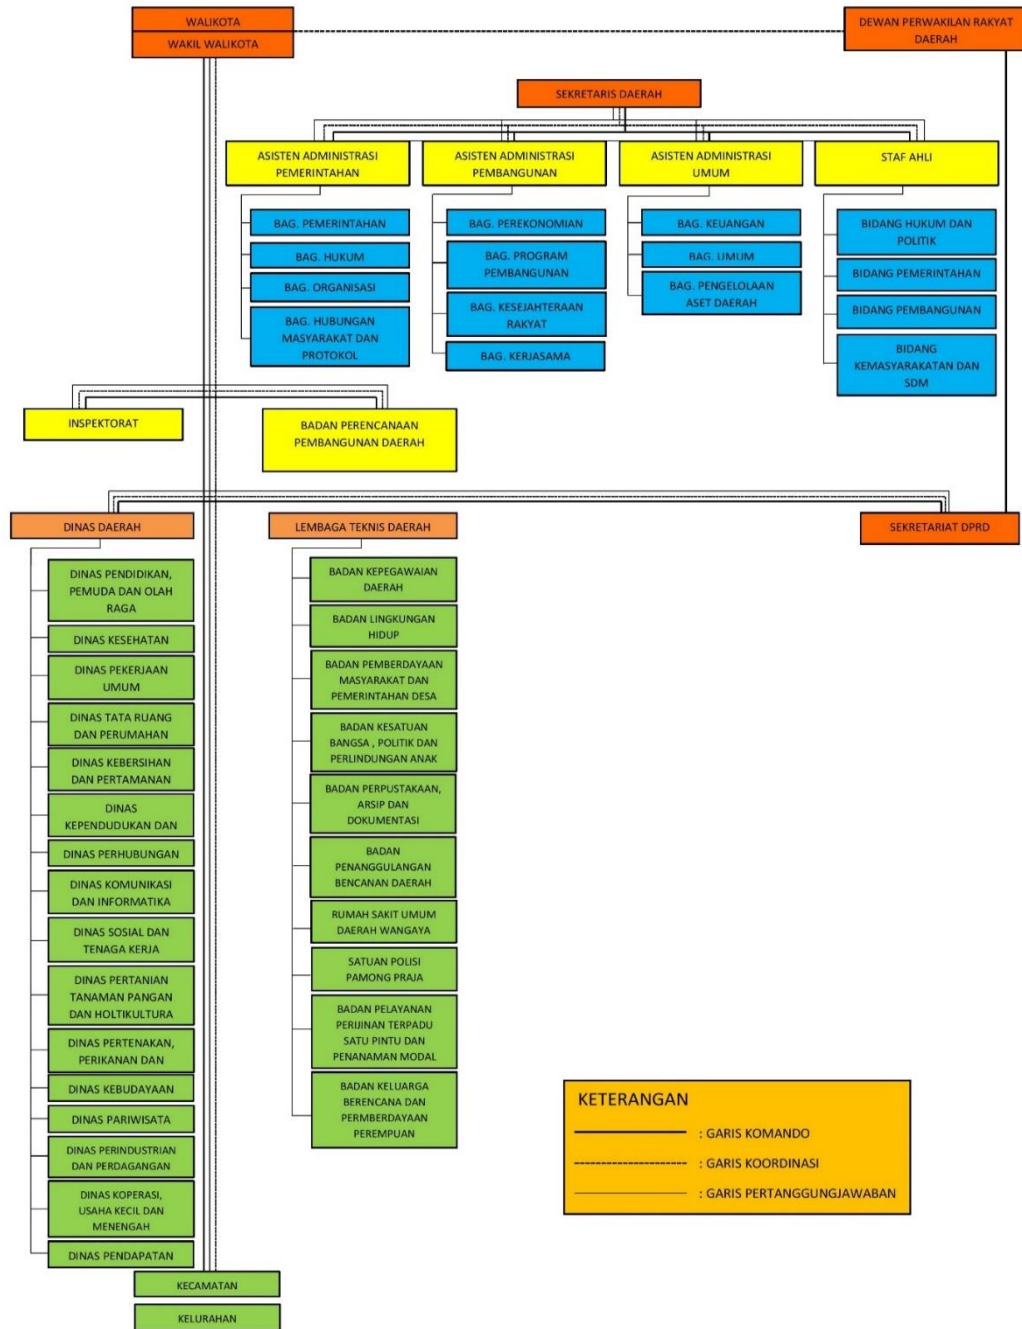 WALIKOTA
WAKIL WALIKOTA
DEWAN PERWAKILAN RAKYAT
DAERAH
SEKRETARIS DAERAH
ASISTEN ADMINISTRASI
PEMERINTAHAN
ASISTEN ADMINISTRASI
PEMBANGUNAN
ASISTEN ADMINISTRASI
UMUM
STAF AHLI
BAG. PEMERINTAHAN
BAG. HUKUM
BAG. ORGANISASI
BAG. HUBUNGAN
MASYARAKAT DAN
PROTOKOL
BAG. PEREKONOMIAN
BAG. PROGRAM
PEMBANGUNAN
BAG. KESEJAHTERAAN
RAKYAT
BAG. KERJASAMA
BAG. KEUANGAN
BAG. UMUM
BAG. PENGELOLAAN
ASET DAERAH
BIDANG HUKUM DAN
POLITIK
BIDANG PEMERINTAHAN
BIDANG PEMBANGUNAN
BIDANG
KEMASYARAKATAN DAN
SDM
INSPEKTORAT
BADAN PERENCANAAN
PEMBANGUNAN DAERAH
DINAS DAERAH
LEMBAGA TEKNIS DAERAH
SEKRETARIAT DPRD
DINAS PENDIDIKAN,
PEMUDA DAN OLAH
RAGA
DINAS KESEHATAN
DINAS PEKERJAAN
UMUM
DINAS TATA RUANG
DAN PERUMAHAN
DINAS KEBERSIHAN
DAN PERTAMANAN
DINAS
KEPENDUDUKAN DAN
DINAS PERHUBUNGAN
DINAS KOMUNIKASI
DAN INFORMATIKA
DINAS SOSIAL DAN
TENAGA KERJA
DINAS PERTANIAN
TANAMAN PANGAN
DAN HOLTIKULTURA
DINAS PERTENAKAN,
PERIKANAN DAN
DINAS KEBUDAYAAN
DINAS PARIWISATA
DINAS PERINDUSTRIAN
DAN PERDAGANGAN
DINAS KOPERASI,
USAHA KECIL DAN
MENENGAH
DINAS PENDAPATAN
BADAN KEPEGAWAIAN
DAERAH
BADAN LINGKUNGAN
HIDUP
BADAN PEMBERDAYAAN
MASYARAKAT DAN
PEMERINTAHAN DESA
BADAN KESATUAN
BANGSA , POLITIK DAN
PERLINDUNGAN ANAK
BADAN PERPUSTAKAAN,
ARSIP DAN
DOKUMENTASI
BADAN
PENANGGULANGAN
BENCANAN DAERAH
RUMAH SAKIT UMUM
DAERAH WANGAYA
SATUAN POLISI
PAMONG PRAJA
BADAN PELAYANAN
PERIJINAN TERPADU
SATU PINTU DAN
PENANAMAN MODAL
BADAN KELUARGA
BERENCANA DAN
PERMBERDAYAAN
PEREMPUAN
KECAMATAN
KELURAHAN
KETERANGAN
: GARIS KOMANDO
: GARIS KOORDINASI
: GARIS PERTANGGUNGJAWABAN